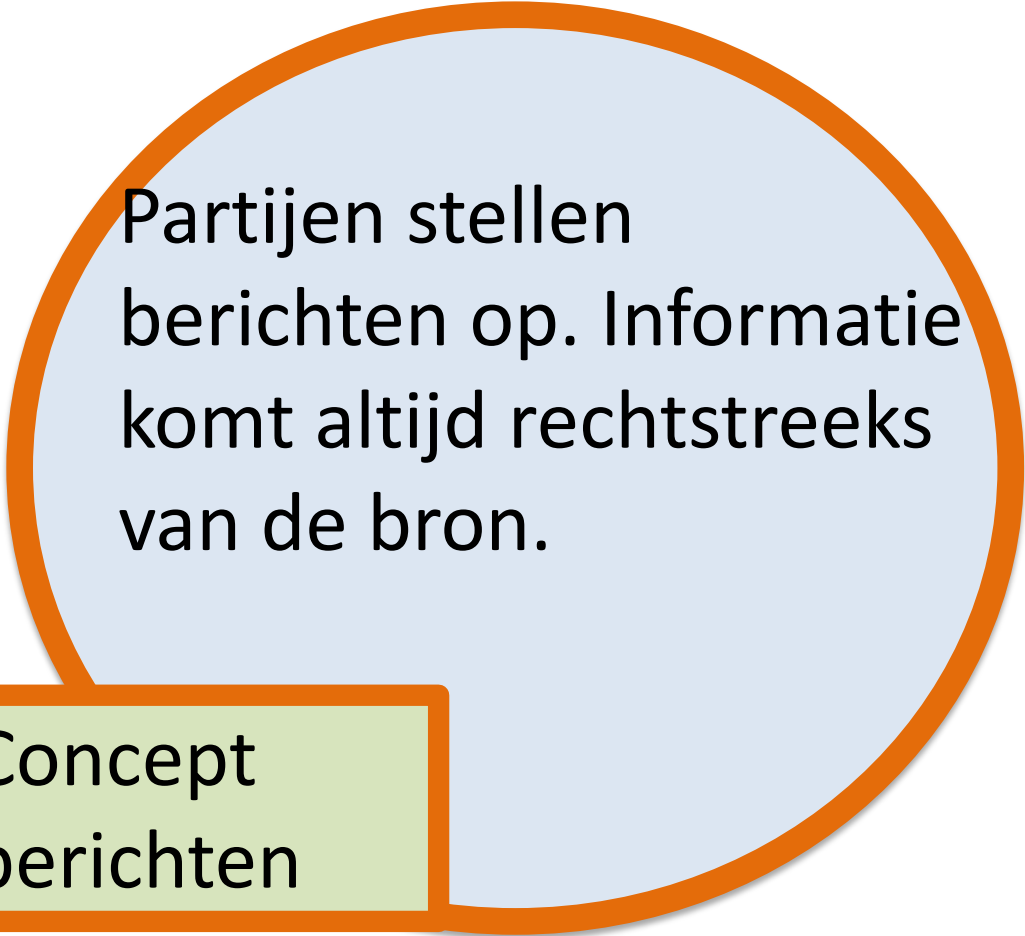 Partijen stellen
berichten op. Informatie
komt altijd rechtstreeks
van de bron.
Concept
berichten